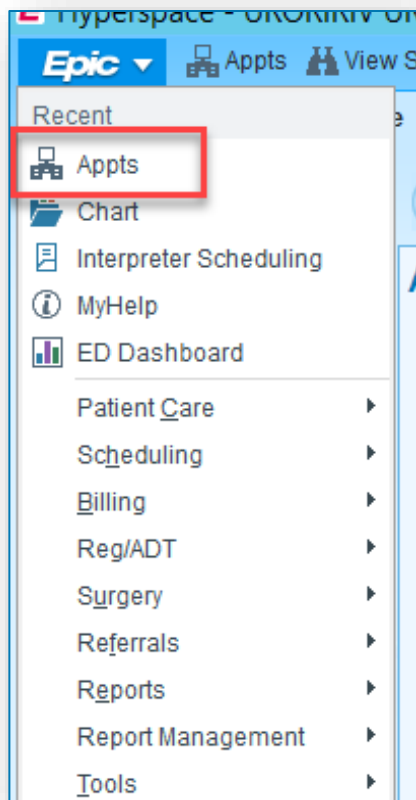 Hyperspace -
Epic Appts View S
Recent
Appts
Chart
Interpreter Scheduling
MyHelp
ED Dashboard
Patient Care
Scheduling
Billing
Reg/ADT
Surgery
Referrals
Reports
Report Management
Tools